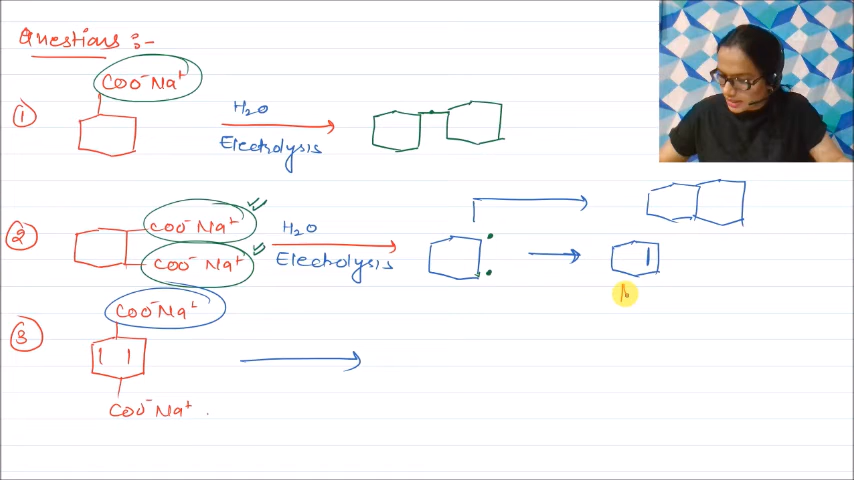 Questions :-
COO⁻Na⁺
① H₂O
Electrolysis
② COO⁻Na⁺ H₂O
COO⁻Na⁺ Electrolysis
COO⁻Na⁺
③
COO⁻Na⁺